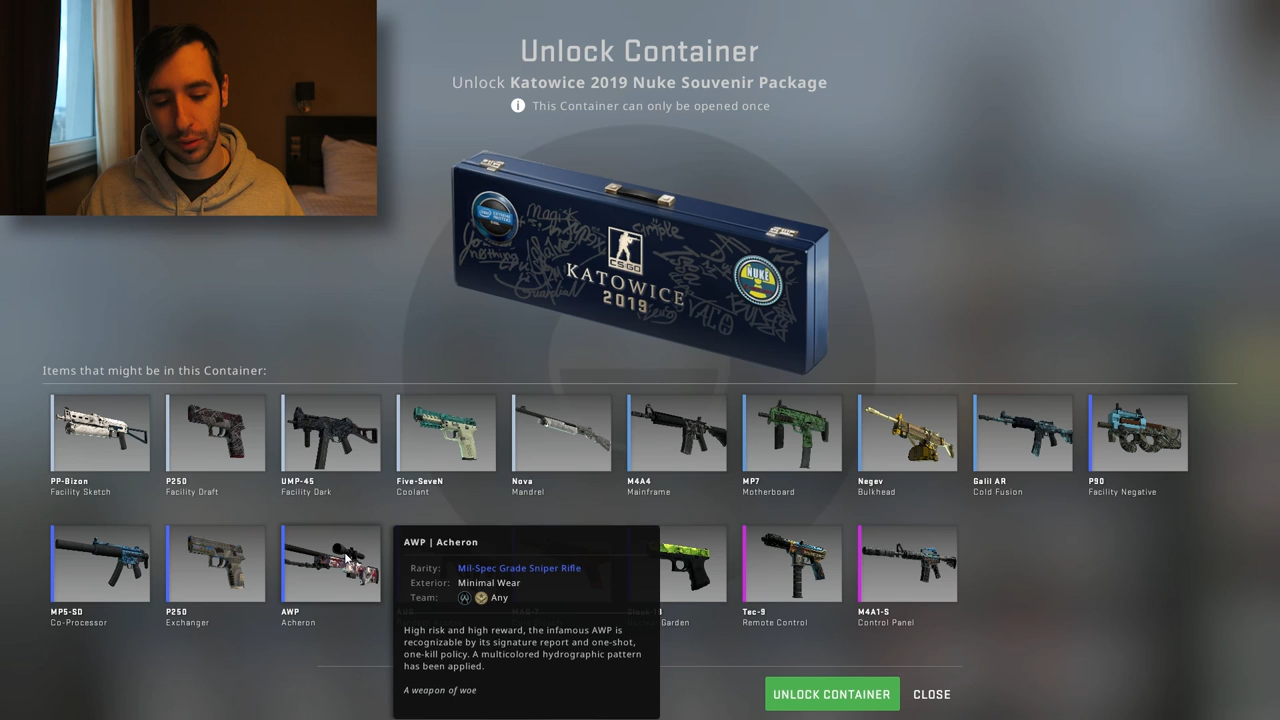 Unlock Container
Unlock Katowice 2019 Nuke Souvenir Package
This Container can only be opened once
CS:GO
KATOWICE
2019
NUKE
Items that might be in this Container:
PP-Bizon
Facility Sketch
P250
Facility Draft
UMP-45
Facility Dark
Five-SeveN
Coolant
Nova
Mandrel
M4A4
Mainframe
MP7
Motherboard
Negev
Bulkhead
Galil AR
Cold Fusion
P90
Facility Negative
MP5-SD
Co-Processor
P250
Exchanger
AWP
Acheron
Tec-9
Remote Control
M4A1-S
Control Panel
AWP | Acheron
Rarity: Mil-Spec Grade Sniper Rifle
Exterior: Minimal Wear
Team: Any
High risk and high reward, the infamous AWP is
recognizable by its signature report and one-shot,
one-kill policy. A multicolored hydrographic pattern
has been applied.
A weapon of woe
UNLOCK CONTAINER
CLOSE